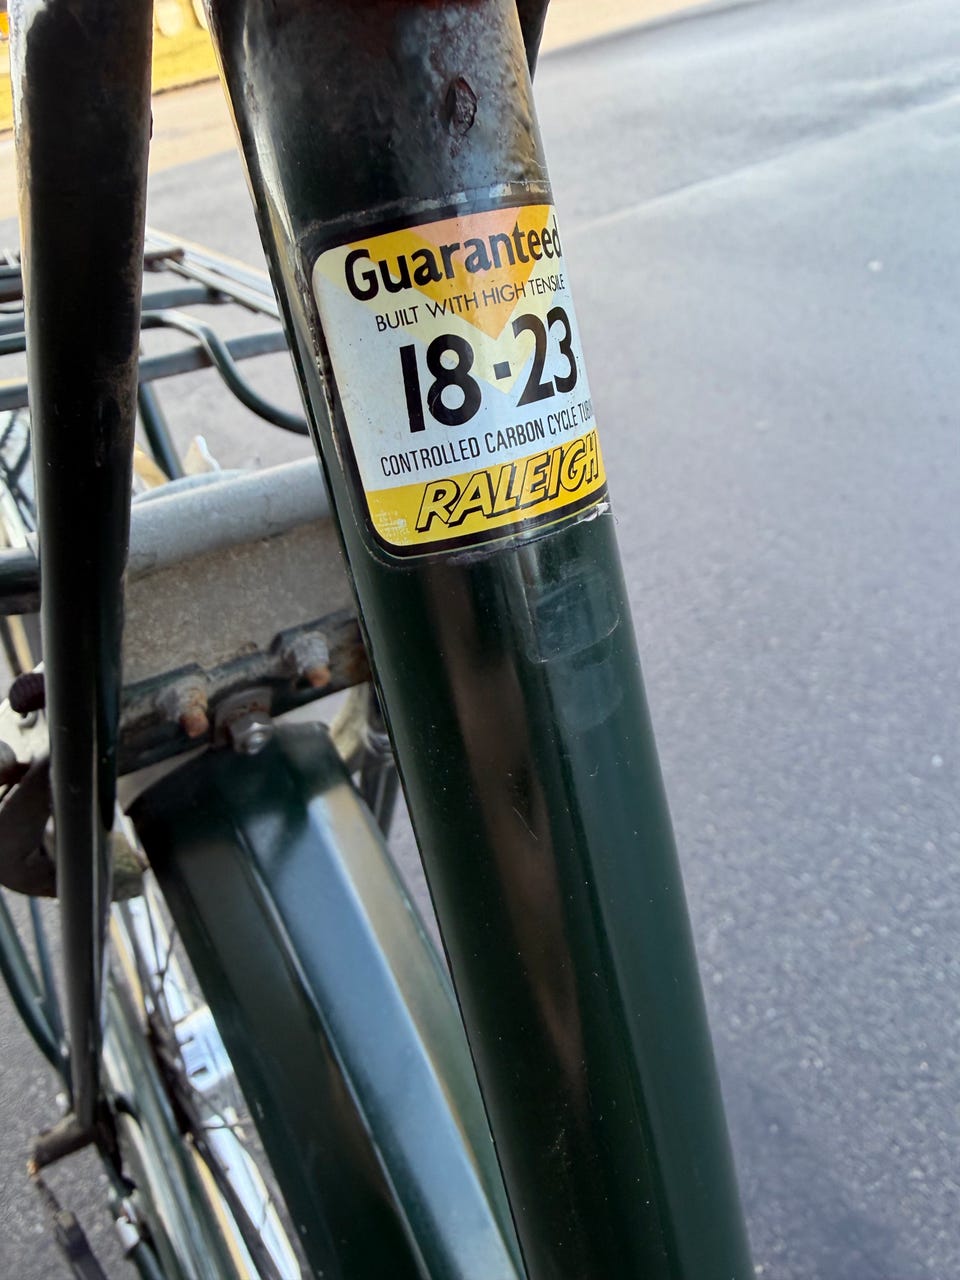 Guaranteed
BUILT WITH HIGH TENSILE
18-23
CONTROLLED CARBON CYCLE
RALEIGH